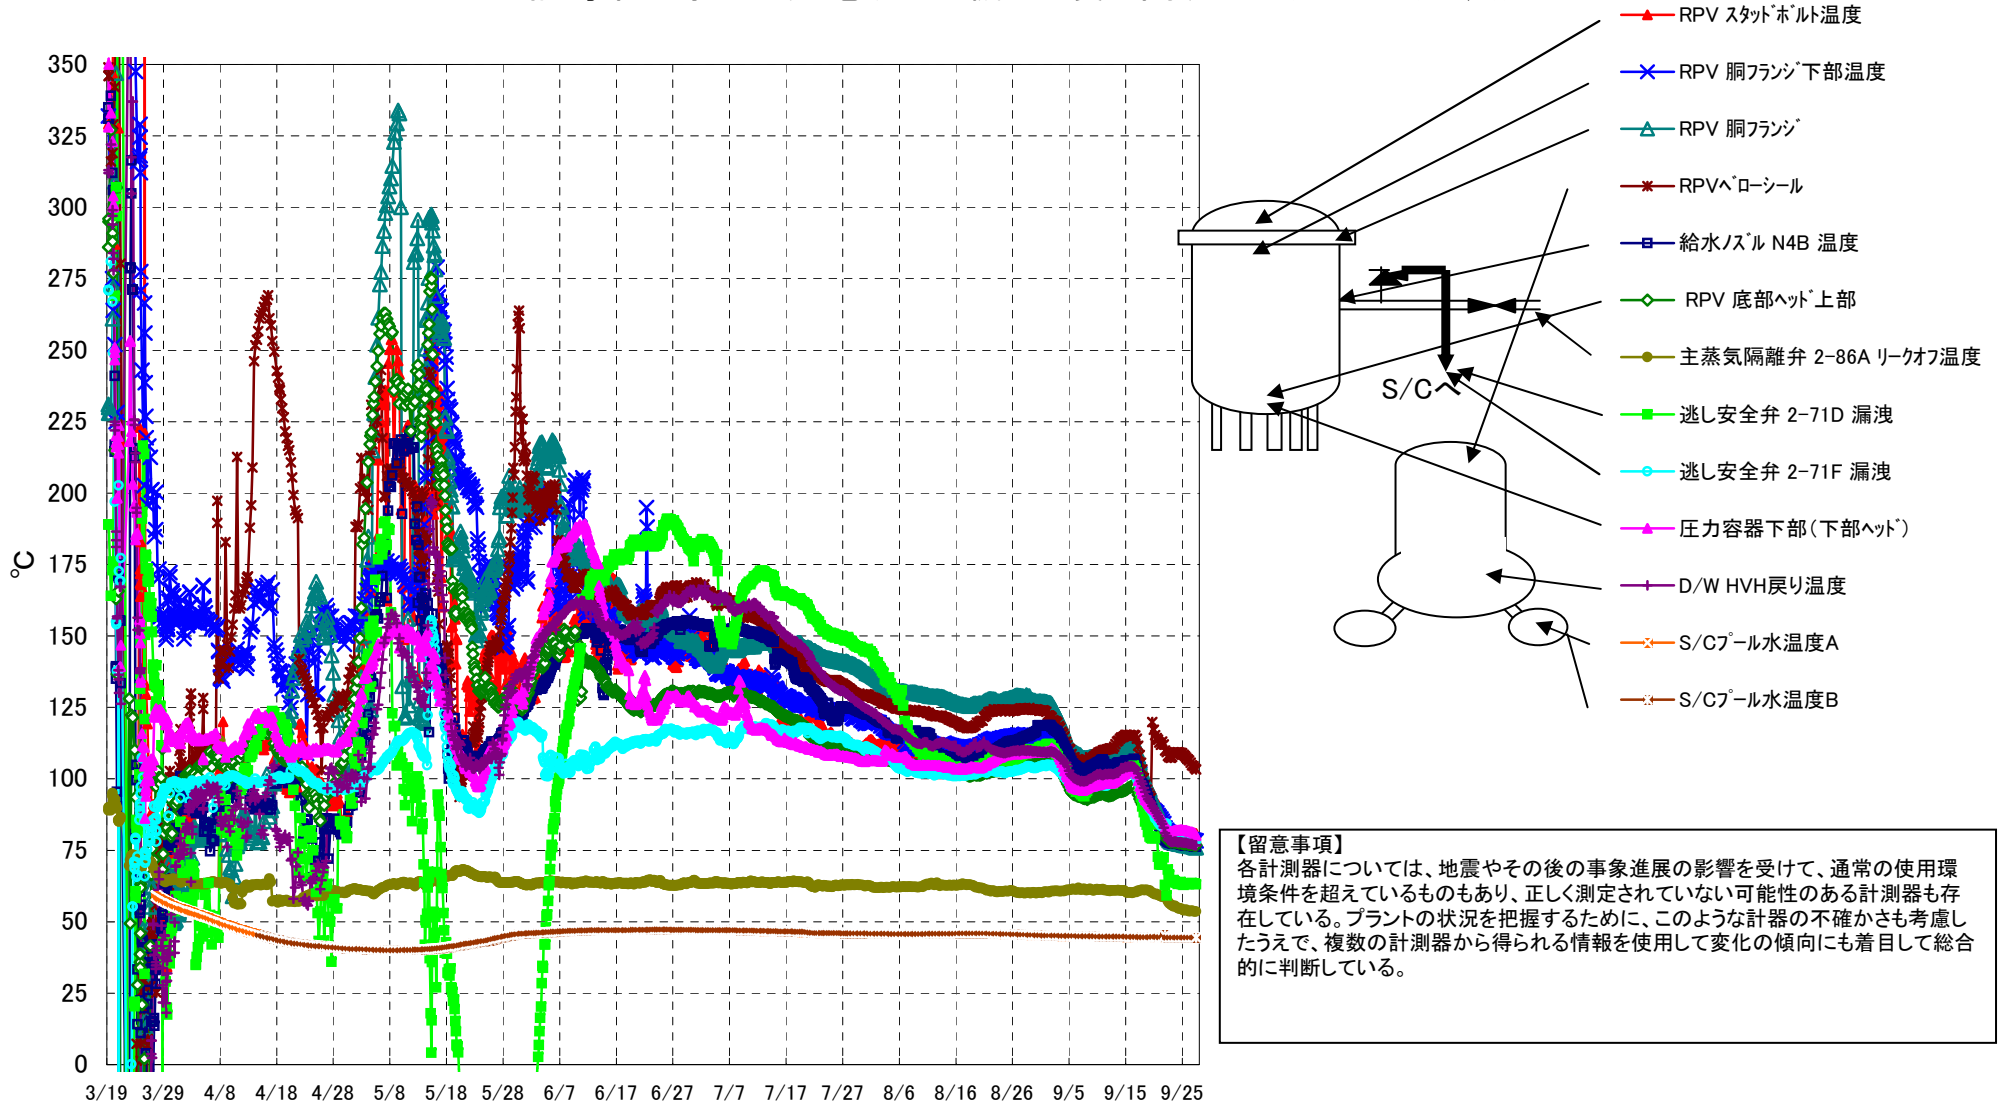 RPV スタッドボルト温度
RPV 胴フランジ下部温度
RPV 胴フランジ
RPVベローシール
給水ノズル N4B 温度
RPV 底部ヘッド上部
主蒸気隔離弁 2-86A リークオフ温度
逃し安全弁 2-71D 漏洩
逃し安全弁 2-71F 漏洩
圧力容器下部(下部ヘッド)
D/W HVH戻り温度
S/Cプール水温度A
S/Cプール水温度B
350
325
300
275
250
225
200
175
150
125
100
75
50
25
0
℃
3/19 3/29 4/8 4/18 4/28 5/8 5/18 5/28 6/7 6/17 6/27 7/7 7/17 7/27 8/6 8/16 8/26 9/5 9/15 9/25
S/Cへ
【留意事項】
各計測器については、地震やその後の事象進展の影響を受けて、通常の使用環
境条件を超えているものもあり、正しく測定されていない可能性のある計測器も存
在している。プラントの状況を把握するために、このような計器の不確かさも考慮し
たうえで、複数の計測器から得られる情報を使用して変化の傾向にも着目して総合
的に判断している。